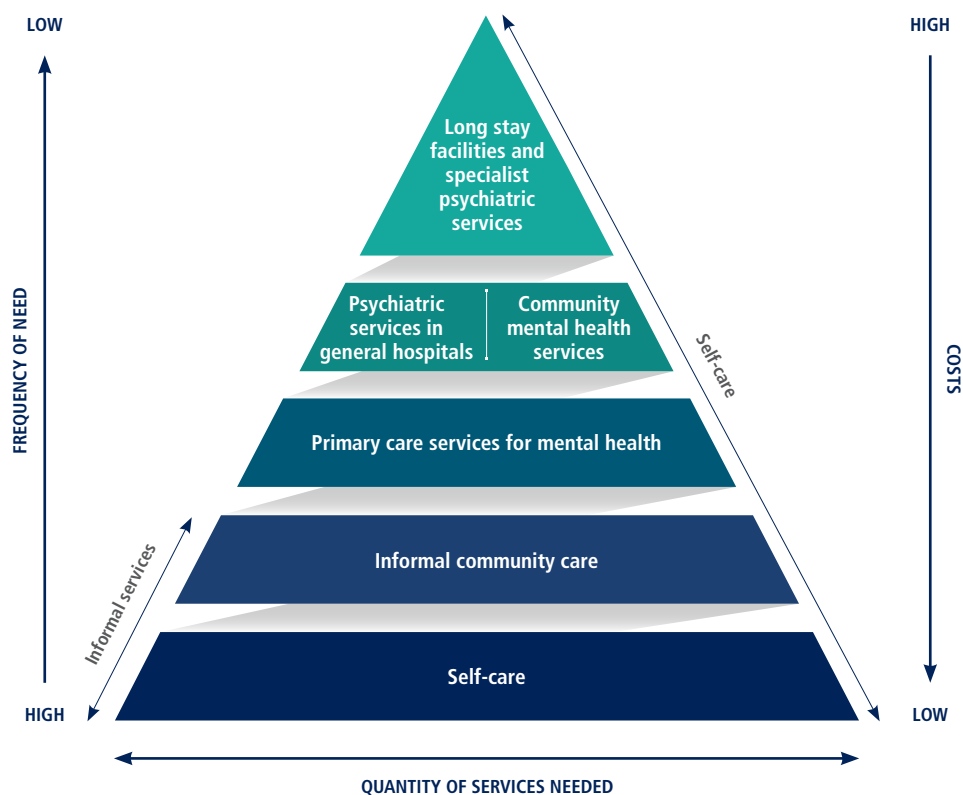 LOW
HIGH
Long stay
facilities and
specialist
psychiatric
services
Psychiatric
services in
general hospitals
Community
mental health
services
Self-care
FREQUENCY OF NEED
COSTS
Primary care services for mental health
Informal community care
Informal services
Self-care
HIGH
LOW
QUANTITY OF SERVICES NEEDED